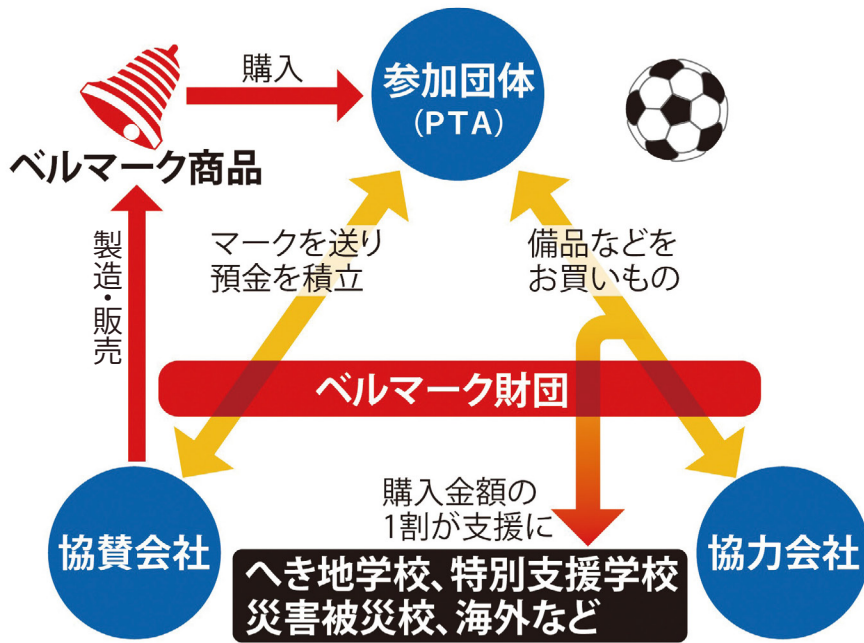 購入
参加団体
(PTA)
ベルマーク商品
製造・販売
マークを送り
預金を積立
備品などを
お買いもの
ベルマーク財団
購入金額の
1割が支援に
協賛会社
協力会社
へき地学校、特別支援学校
災害被災校、海外など